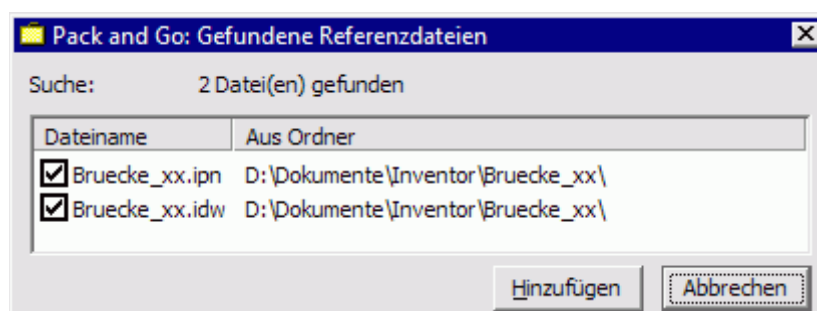 Pack and Go: Gefundene Referenzdateien
Suche: 2 Datei(en) gefunden
Dateiname Aus Ordner
Bruecke_xx.ipn D:\Dokumente\Inventor\Bruecke_xx\
Bruecke_xx.idw D:\Dokumente\Inventor\Bruecke_xx\
Hinzufügen Abbrechen